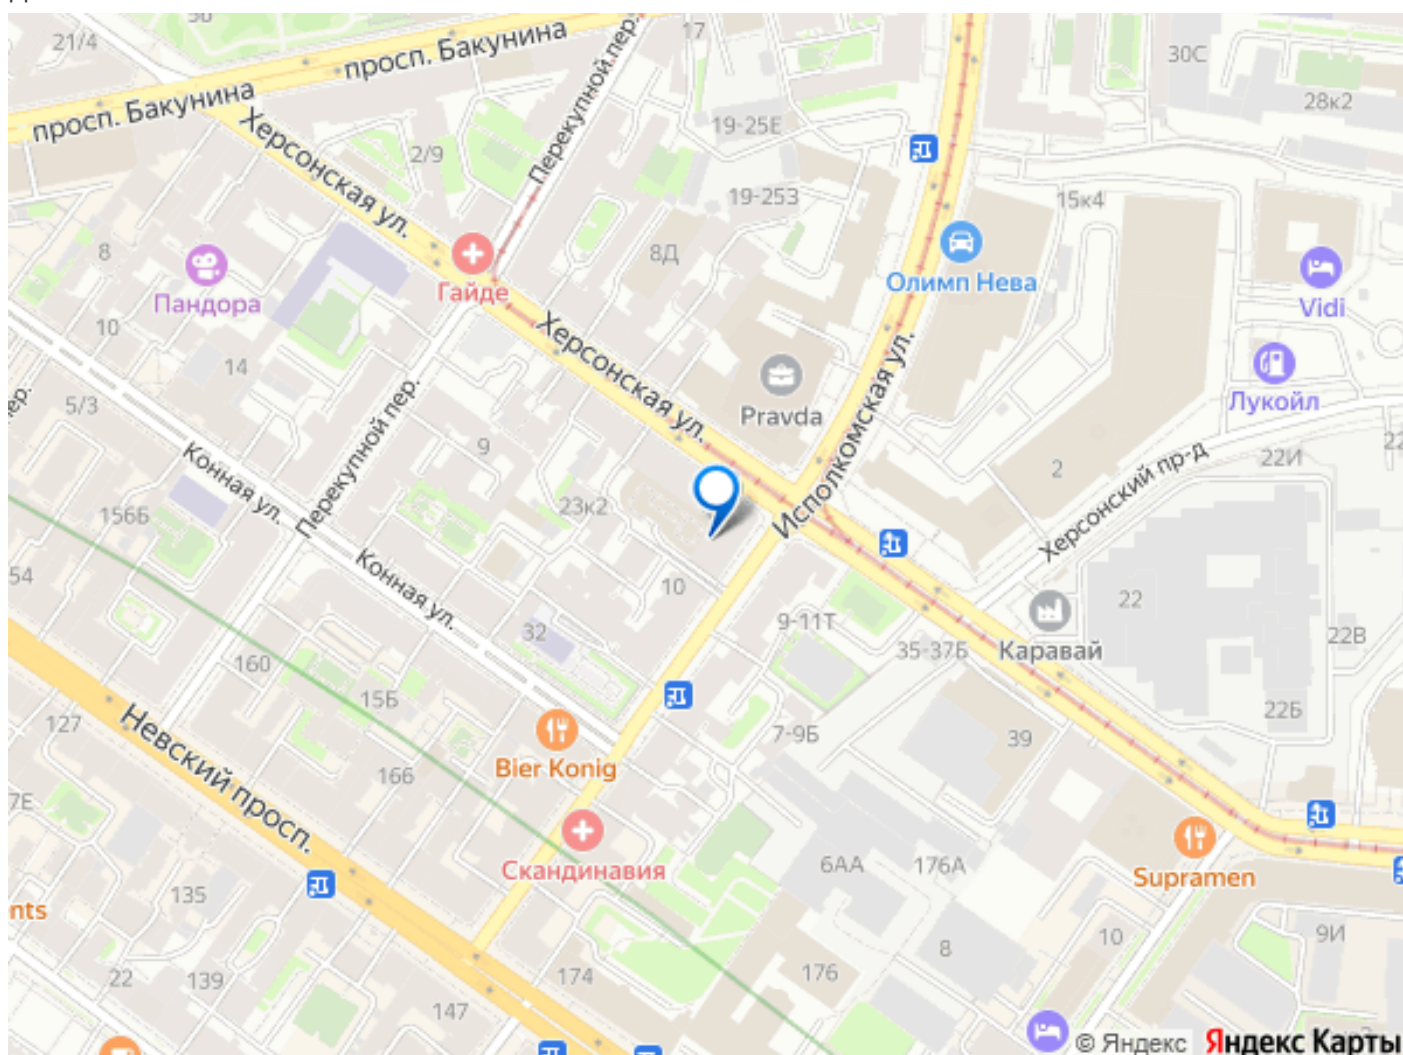 21/4
просп. Бакунина
просп. Бакунина
Перекупной пер.
17
30С
28к2
Херсонская ул.
2/9
19-25Е
19-253
15к4
8
Пандора
Гайде
8Д
Олимп Нева
Vidi
10
14
Херсонская ул.
Pravda
Исполкомская ул.
Лукойл
5/3
Перекупной пер.
9
2
Херсонский пр-д
22И
Конная ул.
156Б
23к2
54
Конная ул.
10
9-11Т
22
22В
32
35-37Б
Каравай
160
15Б
22Б
127
Невский просп.
166
Bier Konig
7-9Б
39
7Е
Скандинавия
6АА
176А
Supramen
nts
135
22
139
147
174
176
8
10
9И
© Яндекс
Яндекс Карты